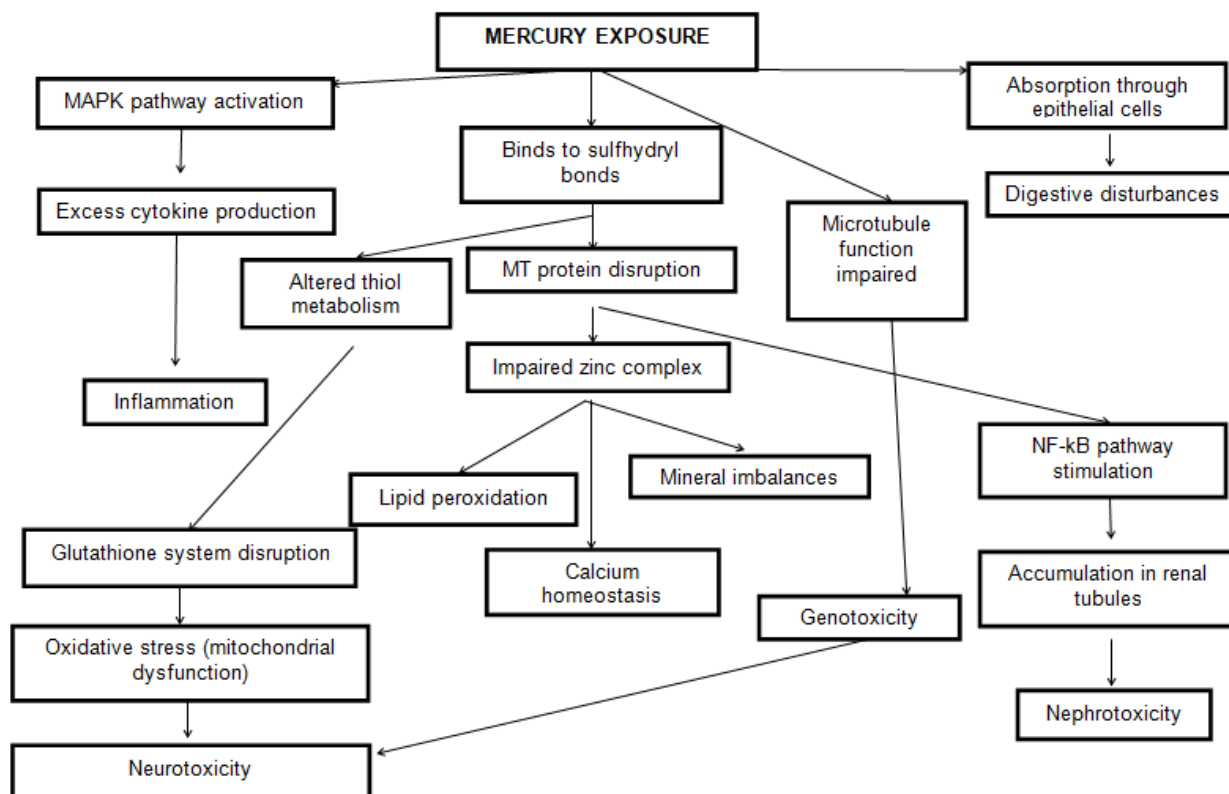 MERCURY EXPOSURE
MAPK pathway activation
Absorption through
epithelial cells
Binds to sulfhydryl
bonds
Digestive disturbances
Excess cytokine production
Microtubule
function
impaired
MT protein disruption
Altered thiol
metabolism
Impaired zinc complex
Inflammation
NF-kB pathway
stimulation
Mineral imbalances
Lipid peroxidation
Glutathione system disruption
Calcium
homeostasis
Accumulation in renal
tubules
Genotoxicity
Oxidative stress (mitochondrial
dysfunction)
Nephrotoxicity
Neurotoxicity